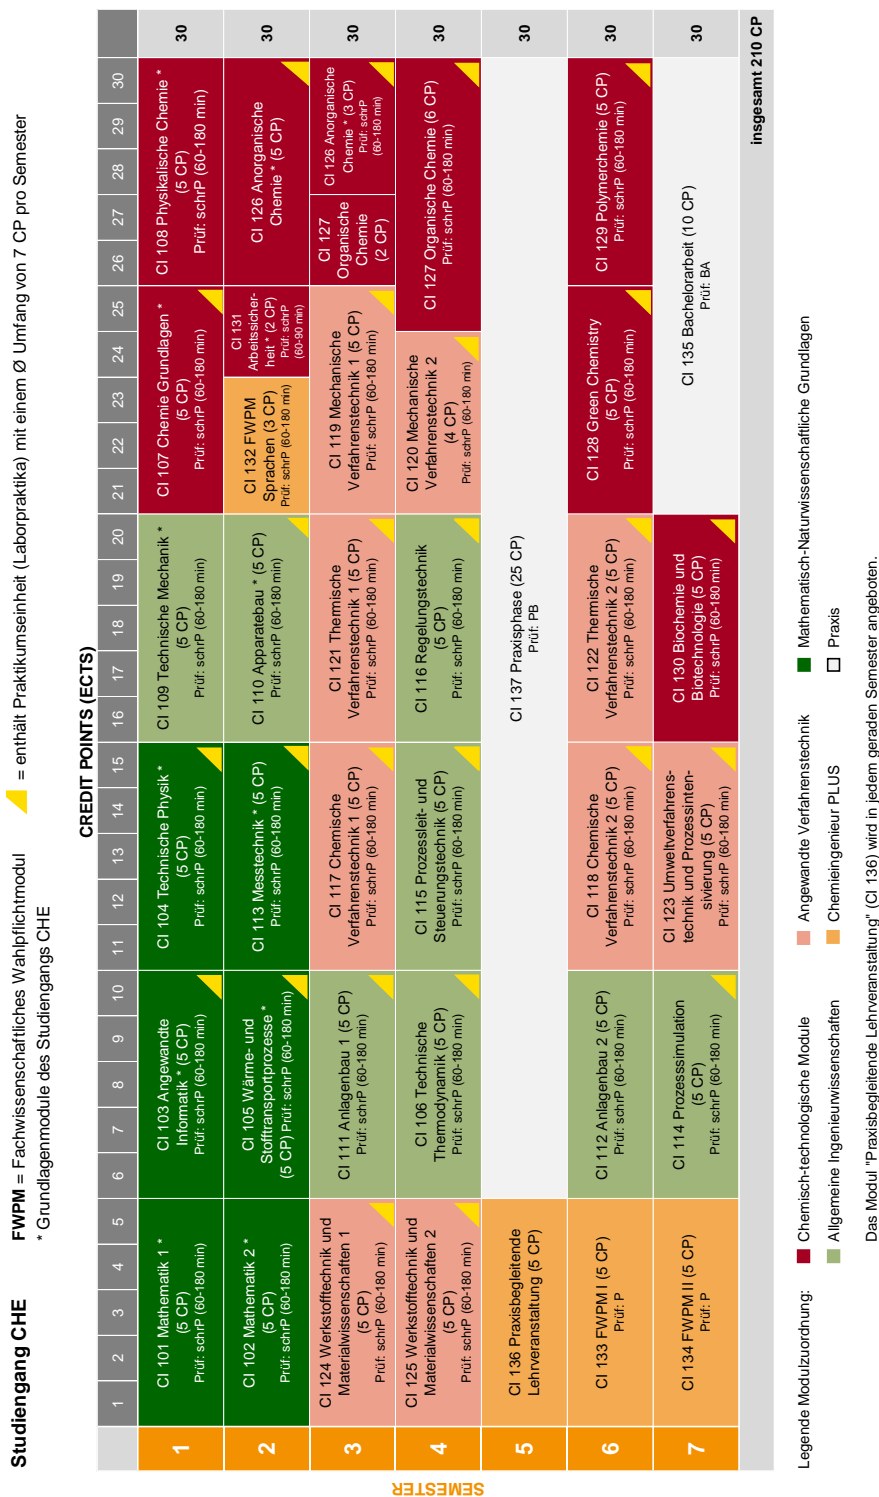 Studiengang CHE
FWPM = Fachwissenschaftliches Wahlpflichtmodul
* Grundlagenmodule des Studiengangs CHE
= enthält Praktikumseinheit (Laborpraktika) mit einem Ø Umfang von 7 CP pro Semester
CREDIT POINTS (ECTS)
1 2 3 4 5 6 7 8 9 10 11 12 13 14 15 16 17 18 19 20 21 22 23 24 25 26 27 28 29 30
SEMESTER
1
CI 101 Mathematik 1 *
(5 CP)
Prüf: schrP (60-180 min)
CI 103 Angewandte
Informatik * (5 CP)
Prüf: schrP (60-180 min)
CI 104 Technische Physik *
(5 CP)
Prüf: schrP (60-180 min)
CI 109 Technische Mechanik *
(5 CP)
Prüf: schrP (60-180 min)
CI 107 Chemie Grundlagen *
(5 CP)
Prüf: schrP (60-180 min)
CI 108 Physikalische Chemie *
(5 CP)
Prüf: schrP (60-180 min)
30
2
CI 102 Mathematik 2 *
(5 CP)
Prüf: schrP (60-180 min)
CI 105 Wärme- und
Stofftransportprozesse *
(5 CP) Prüf: schrP (60-180 min)
CI 113 Messtechnik * (5 CP)
Prüf: schrP (60-180 min)
CI 110 Apparatebau * (5 CP)
Prüf: schrP (60-180 min)
CI 132 FWPM
Sprachen (3 CP)
Prüf: schrP (60-180 min)
CI 131
Arbeitssicher-
heit * (2 CP)
Prüf: schrP
(60-90 min)
CI 126 Anorganische
Chemie * (5 CP)
30
3
CI 124 Werkstofftechnik und
Materialwissenschaften 1
(5 CP)
Prüf: schrP (60-180 min)
CI 111 Anlagenbau 1 (5 CP)
Prüf: schrP (60-180 min)
CI 117 Chemische
Verfahrenstechnik 1 (5 CP)
Prüf: schrP (60-180 min)
CI 121 Thermische
Verfahrenstechnik 1 (5 CP)
Prüf: schrP (60-180 min)
CI 119 Mechanische
Verfahrenstechnik 1 (5 CP)
Prüf: schrP (60-180 min)
CI 127
Organische
Chemie
(2 CP)
CI 126 Anorganische
Chemie * (3 CP)
Prüf: schrP
(60-180 min)
30
4
CI 125 Werkstofftechnik und
Materialwissenschaften 2
(5 CP)
Prüf: schrP (60-180 min)
CI 106 Technische
Thermodynamik (5 CP)
Prüf: schrP (60-180 min)
CI 115 Prozessleit- und
Steuerungstechnik (5 CP)
Prüf: schrP (60-180 min)
CI 116 Regelungstechnik
(5 CP)
Prüf: schrP (60-180 min)
CI 120 Mechanische
Verfahrenstechnik 2
(4 CP)
Prüf: schrP (60-180 min)
CI 127 Organische Chemie (6 CP)
Prüf: schrP (60-180 min)
30
5
CI 136 Praxisbegleitende
Lehrveranstaltung (5 CP)
CI 137 Praxisphase (25 CP)
Prüf: PB
30
6
CI 133 FWPM I (5 CP)
Prüf: P
CI 112 Anlagenbau 2 (5 CP)
Prüf: schrP (60-180 min)
CI 118 Chemische
Verfahrenstechnik 2 (5 CP)
Prüf: schrP (60-180 min)
CI 122 Thermische
Verfahrenstechnik 2 (5 CP)
Prüf: schrP (60-180 min)
CI 128 Green Chemistry
(5 CP)
Prüf: schrP (60-180 min)
CI 129 Polymerchemie (5 CP)
Prüf: schrP (60-180 min)
30
7
CI 134 FWPM II (5 CP)
Prüf: P
CI 114 Prozesssimulation
(5 CP)
Prüf: schrP (60-180 min)
CI 123 Umweltverfahrens-
technik und Prozessinten-
sivierung (5 CP)
Prüf: schrP (60-180 min)
CI 130 Biochemie und
Biotechnologie (5 CP)
Prüf: schrP (60-180 min)
CI 135 Bachelorarbeit (10 CP)
Prüf: BA
30
insgesamt 210 CP
Legende Modulzuordnung:
Chemisch-technologische Module
Angewandte Verfahrenstechnik
Mathematisch-Naturwissenschaftliche Grundlagen
Allgemeine Ingenieurwissenschaften
Chemieingenieur PLUS
Praxis
Das Modul "Praxisbegleitende Lehrveranstaltung" (CI 136) wird in jedem geraden Semester angeboten.